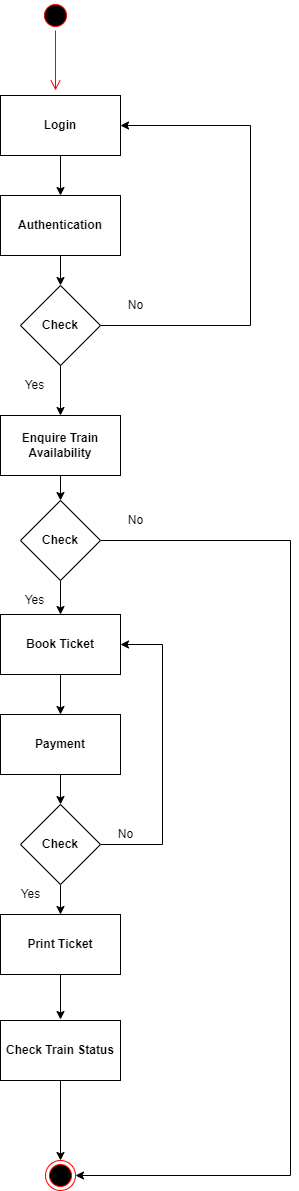 Login
Authentication
No
Check
Yes
Enquire Train
Availability
No
Check
Yes
Book Ticket
Payment
No
Check
Yes
Print Ticket
Check Train Status